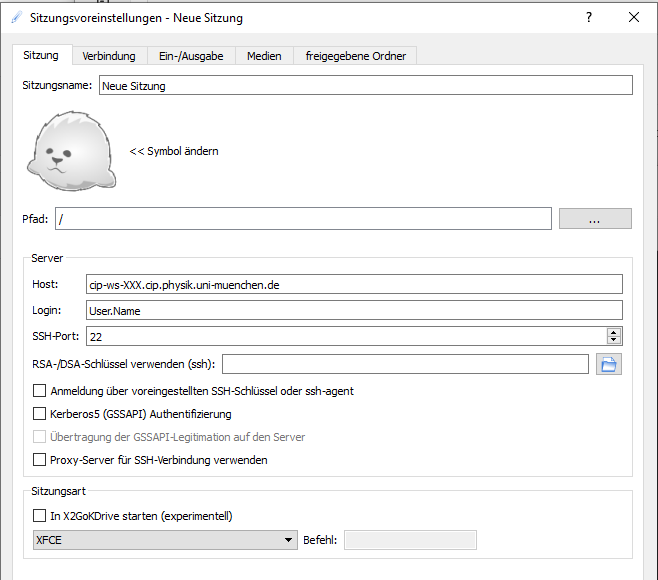 Sitzungsvoreinstellungen - Neue Sitzung ?
Sitzung Verbindung Ein-/Ausgabe Medien freigegebene Ordner
Sitzungsname: Neue Sitzung
<< Symbol ändern
Pfad: / ...
Server
Host: cip-ws-XXX.cip.physik.uni-muenchen.de
Login: User.Name
SSH-Port: 22
RSA-/DSA-Schlüssel verwenden (ssh):
Anmeldung über voreingestellten SSH-Schlüssel oder ssh-agent
Kerberos5 (GSSAPI) Authentifizierung
Übertragung der GSSAPI-Legitimation auf den Server
Proxy-Server für SSH-Verbindung verwenden
Sitzungsart
In X2GoKDrive starten (experimentell)
XFCE Befehl: